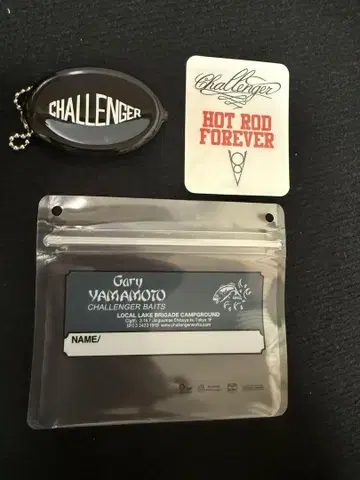 CHALLENGER
Challenger
HOT ROD
FOREVER
Gary
YAMAMOTO
CHALLENGER BAITS
LOCAL LAKE BRIGADE CAMPGROUND
NAME/